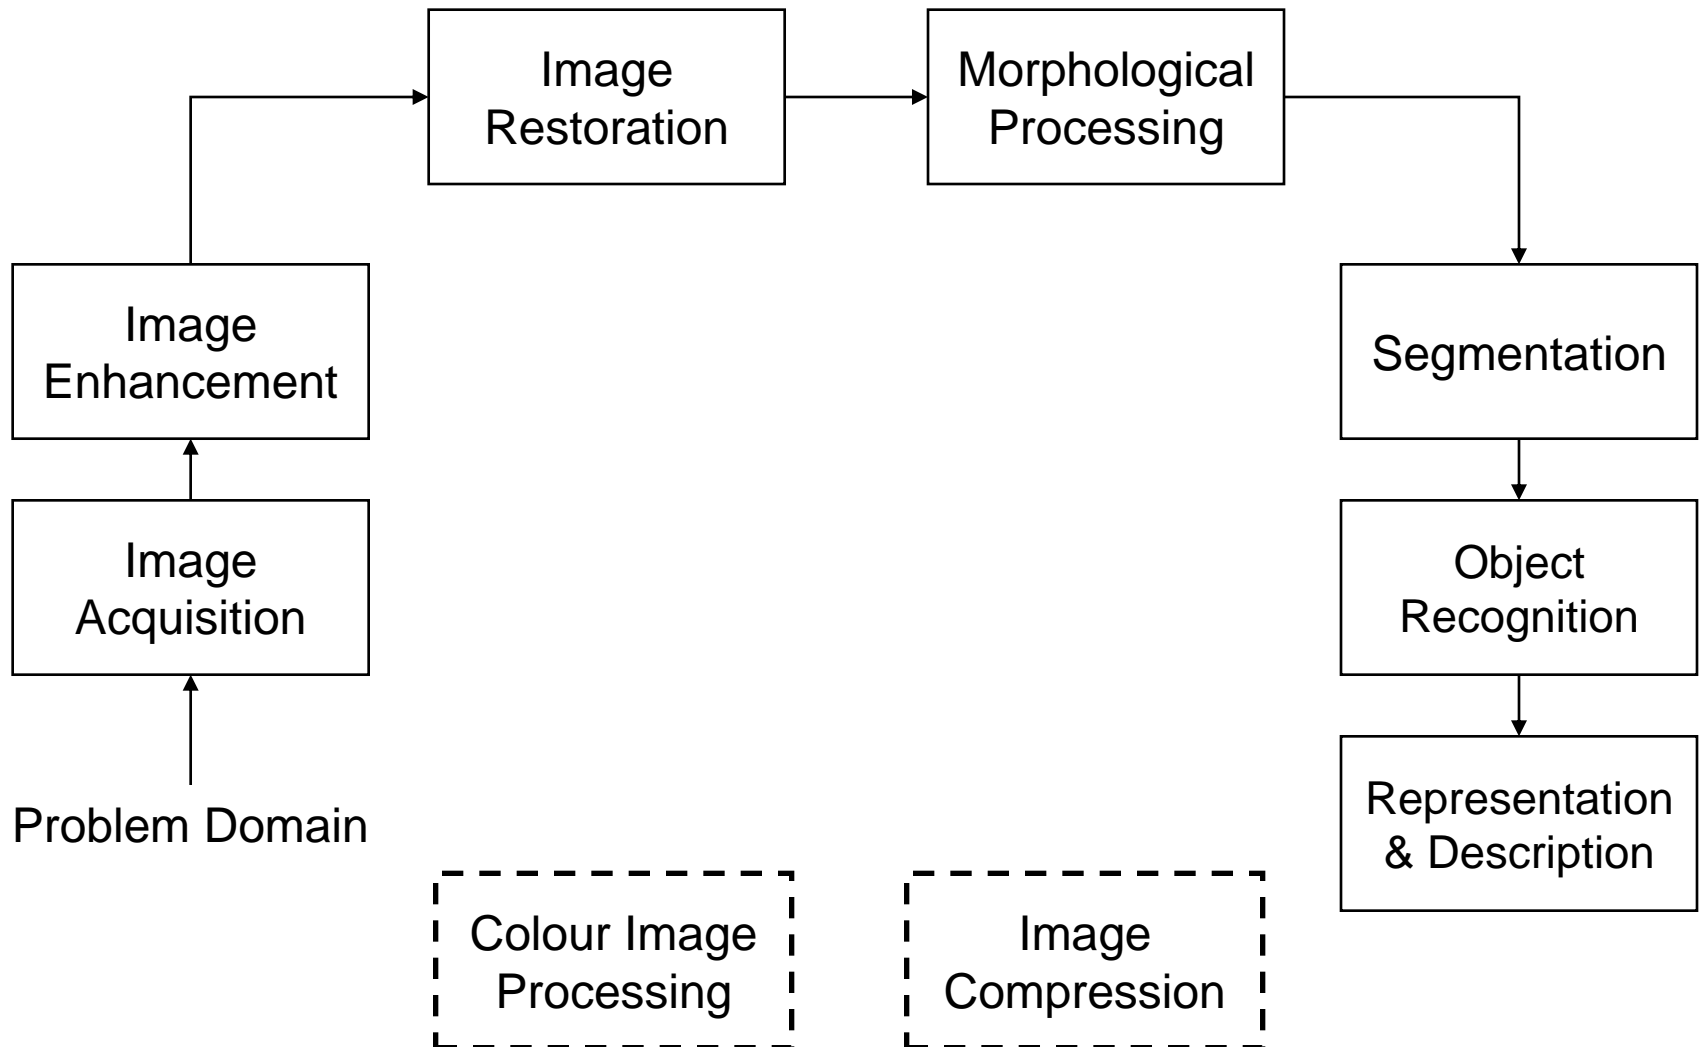 Image
Restoration
Morphological
Processing
Image
Enhancement
Segmentation
Image
Acquisition
Object
Recognition
Problem Domain
Representation
& Description
Colour Image
Processing
Image
Compression